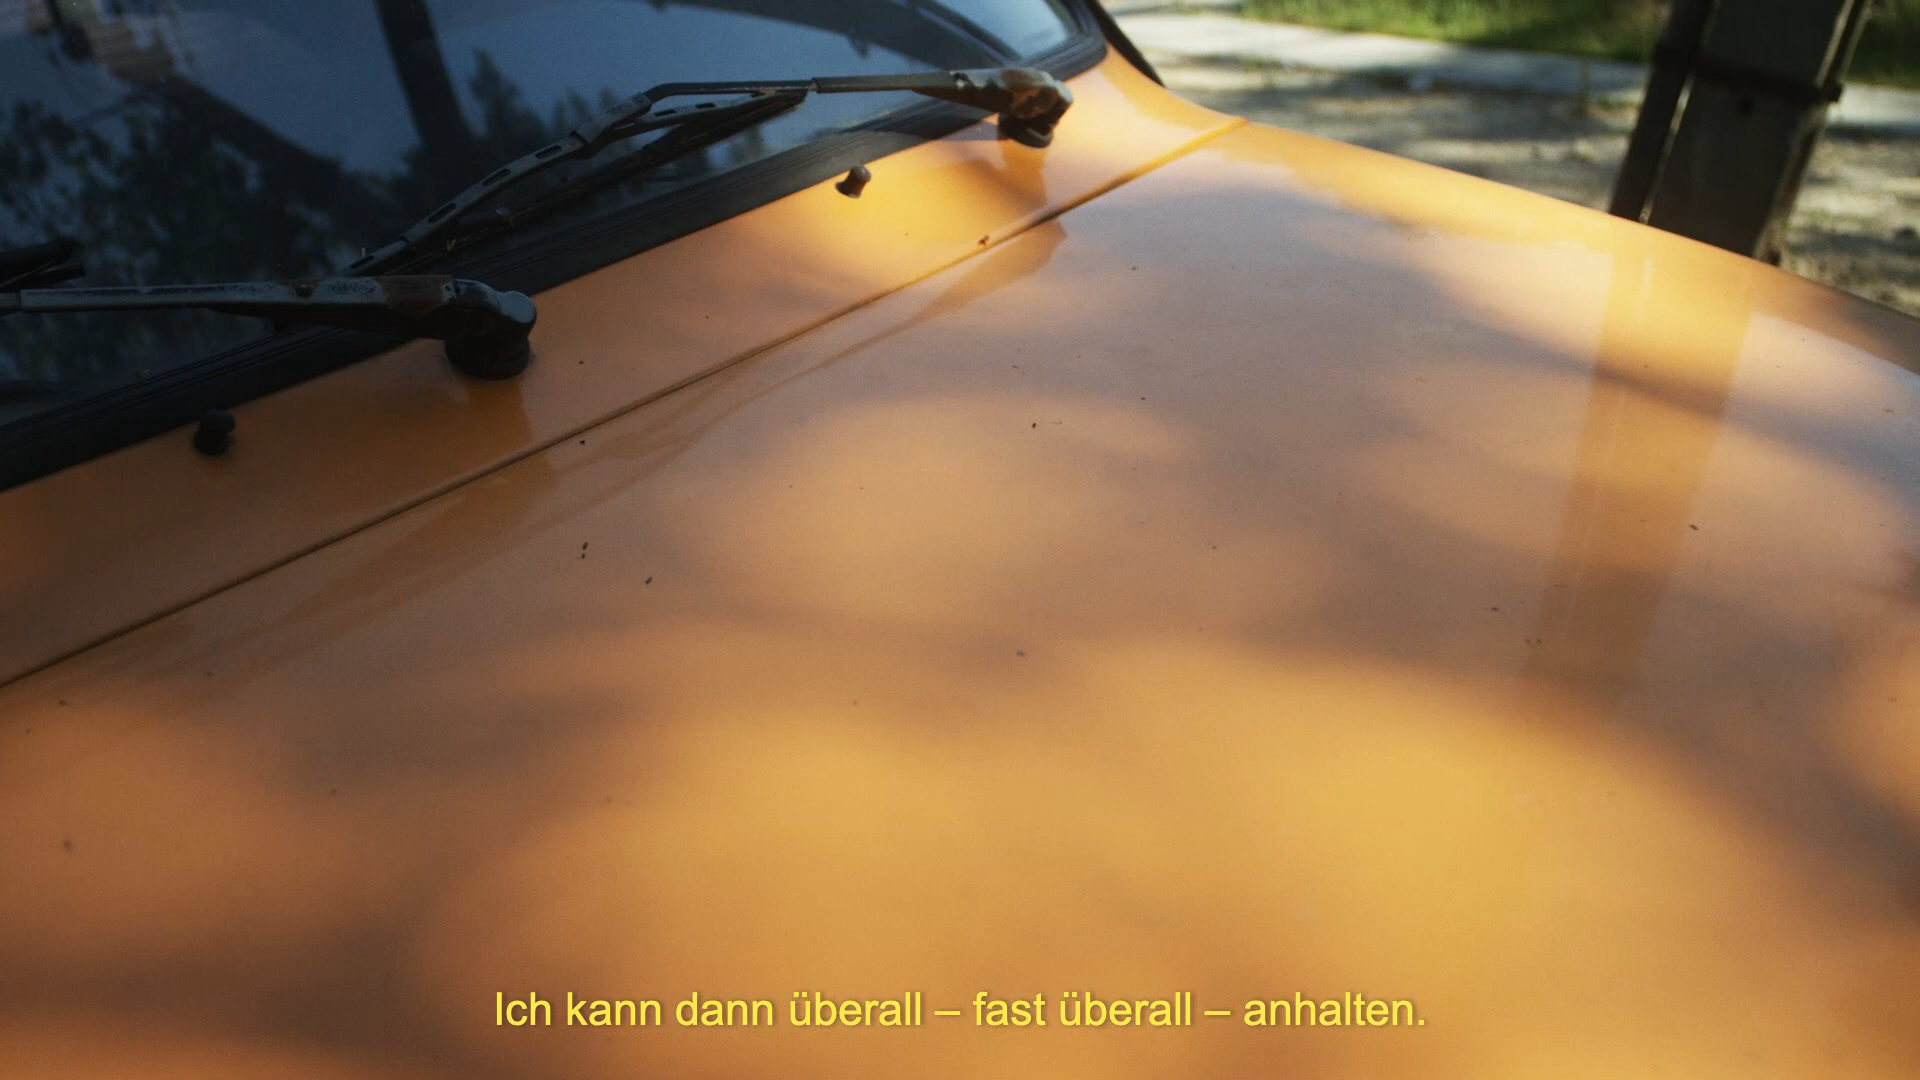 Ich kann dann überall – fast überall – anhalten.